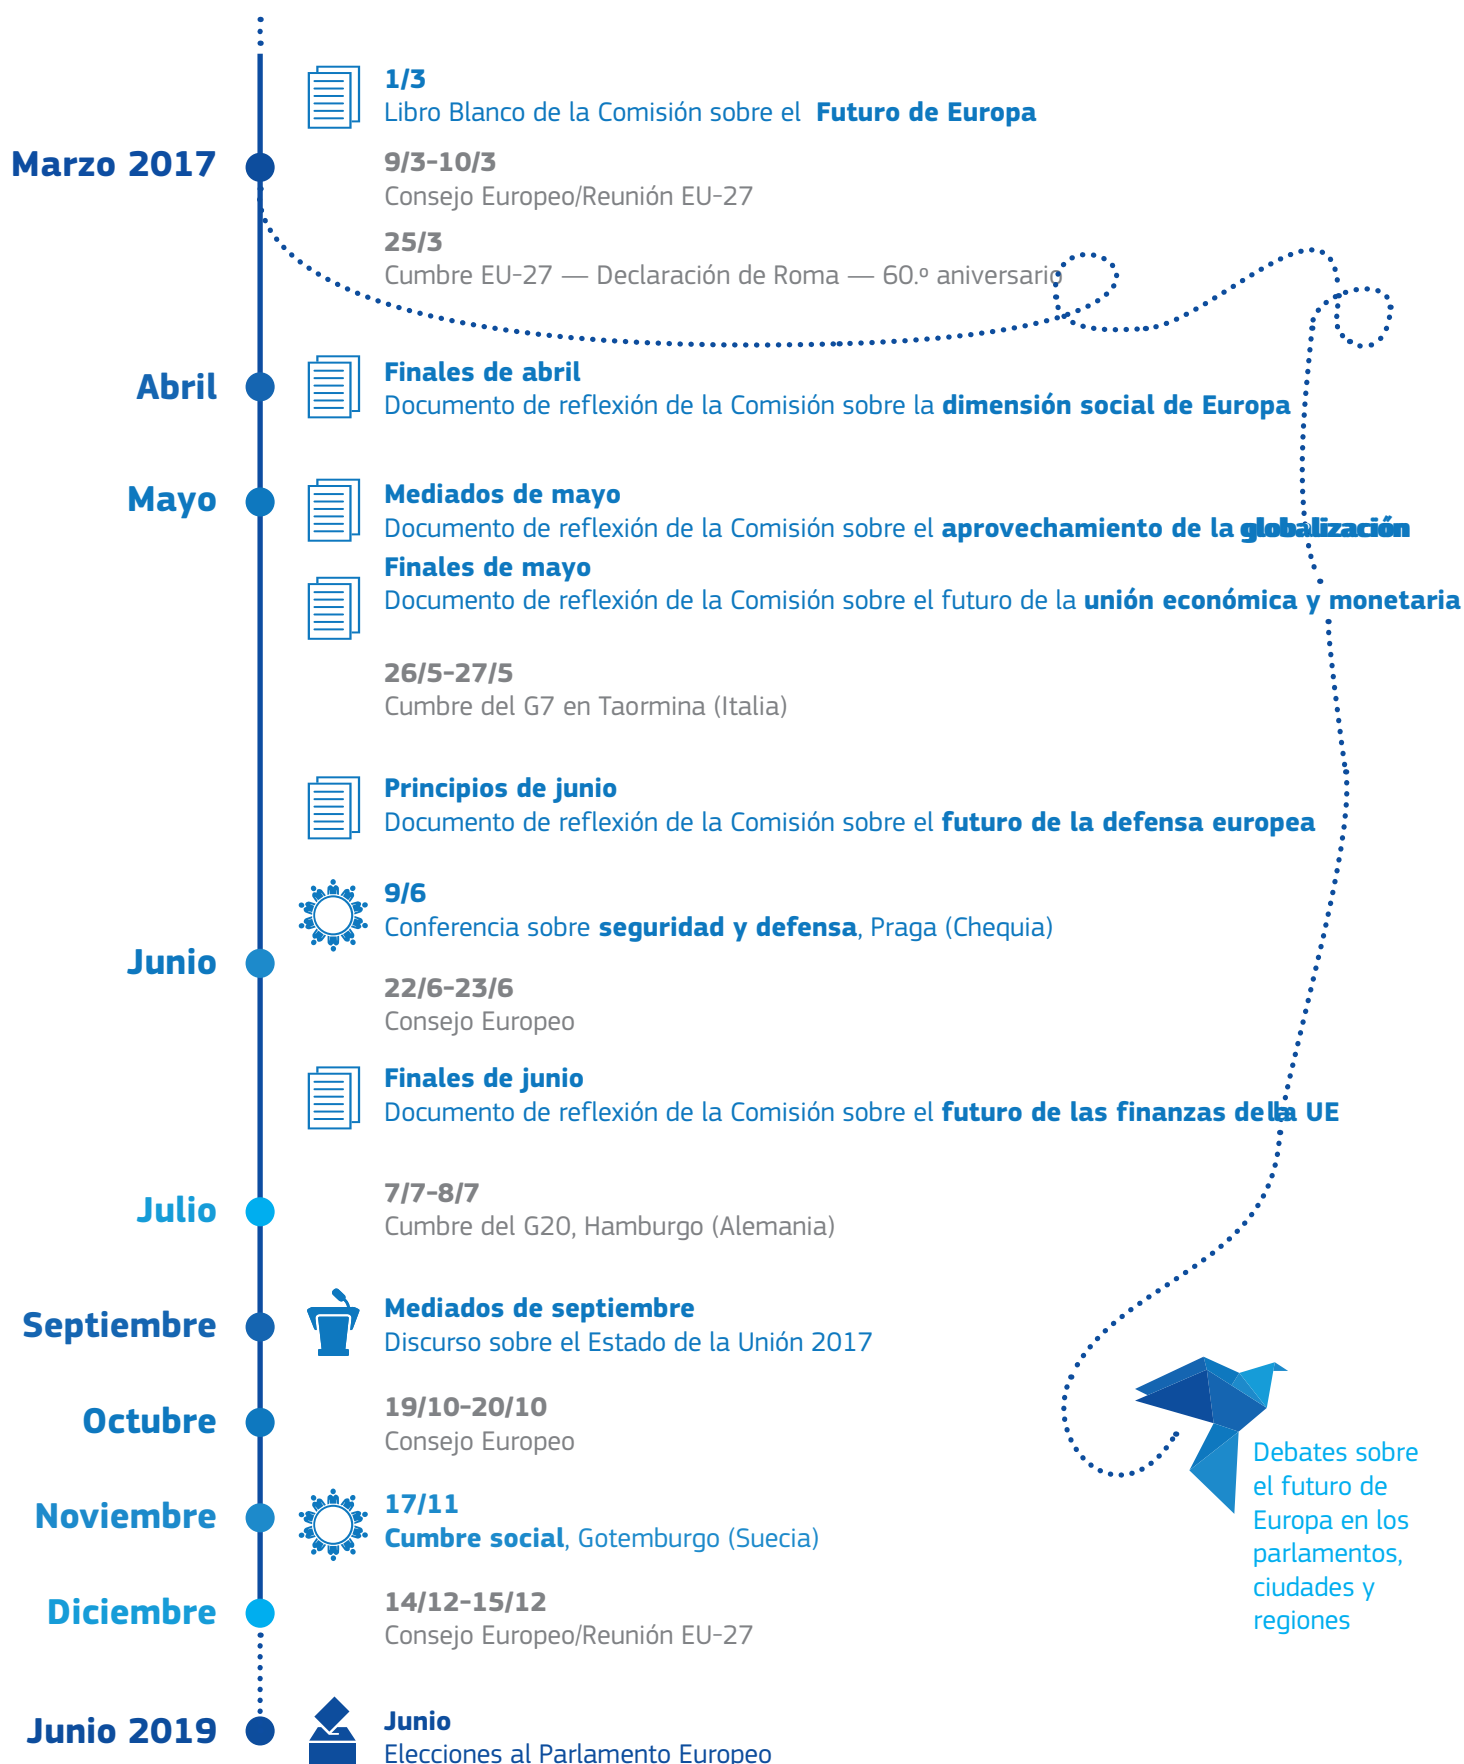 Marzo 2017
1/3
Libro Blanco de la Comisión sobre el Futuro de Europa
9/3-10/3
Consejo Europeo/Reunión EU-27
25/3
Cumbre EU-27 — Declaración de Roma — 60.º aniversario
Abril
Finales de abril
Documento de reflexión de la Comisión sobre la dimensión social de Europa
Mayo
Mediados de mayo
Documento de reflexión de la Comisión sobre el aprovechamiento de la globalización
Finales de mayo
Documento de reflexión de la Comisión sobre el futuro de la unión económica y monetaria
26/5-27/5
Cumbre del G7 en Taormina (Italia)
Junio
Principios de junio
Documento de reflexión de la Comisión sobre el futuro de la defensa europea
9/6
Conferencia sobre seguridad y defensa, Praga (Chequia)
22/6-23/6
Consejo Europeo
Finales de junio
Documento de reflexión de la Comisión sobre el futuro de las finanzas de la UE
Julio
7/7-8/7
Cumbre del G20, Hamburgo (Alemania)
Septiembre
Mediados de septiembre
Discurso sobre el Estado de la Unión 2017
Octubre
19/10-20/10
Consejo Europeo
Noviembre
17/11
Cumbre social, Gotemburgo (Suecia)
Diciembre
14/12-15/12
Consejo Europeo/Reunión EU-27
Junio 2019
Junio
Elecciones al Parlamento Europeo
Debates sobre
el futuro de
Europa en los
parlamentos,
ciudades y
regiones